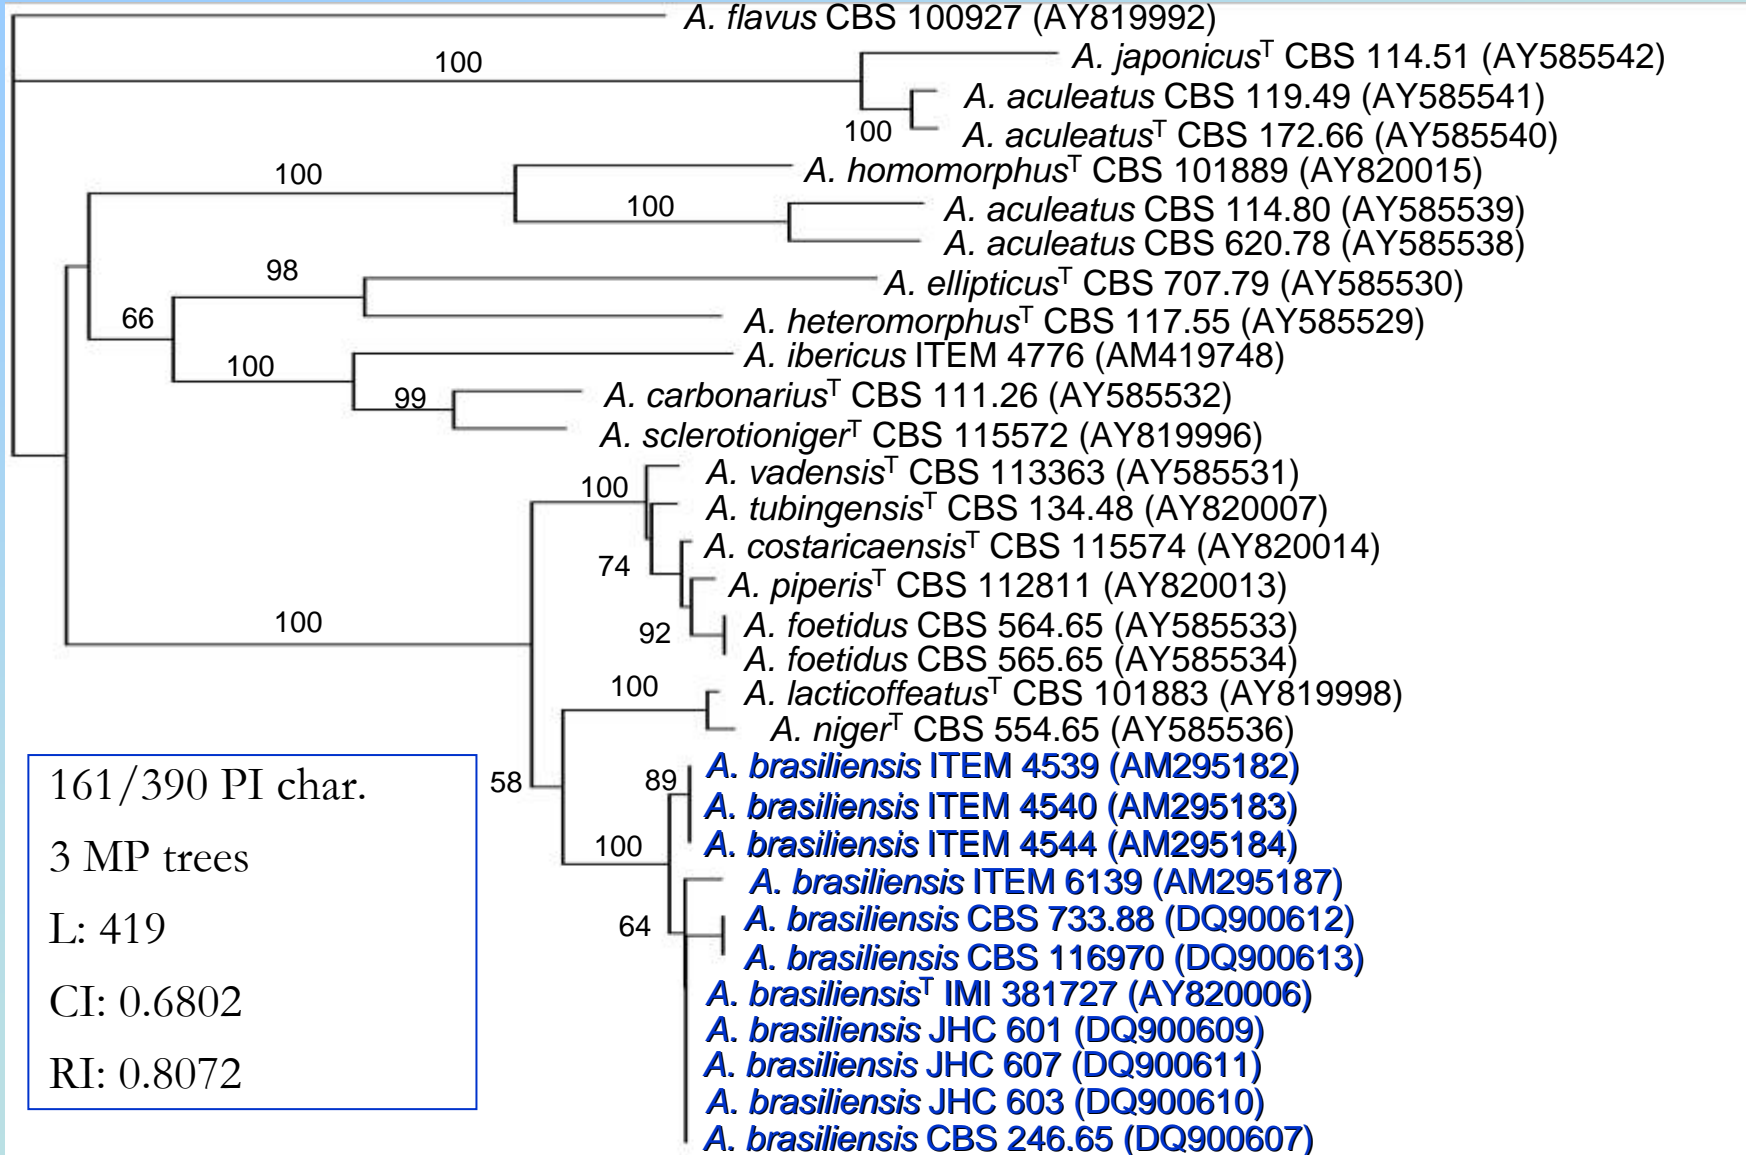 A. flavus CBS 100927 (AY819992)
100
A. japonicusT CBS 114.51 (AY585542)
A. aculeatus CBS 119.49 (AY585541)
100
A. aculeatusT CBS 172.66 (AY585540)
100
A. homomorphusT CBS 101889 (AY820015)
100
A. aculeatus CBS 114.80 (AY585539)
A. aculeatus CBS 620.78 (AY585538)
98
A. ellipticusT CBS 707.79 (AY585530)
66
A. heteromorphusT CBS 117.55 (AY585529)
100
A. ibericus ITEM 4776 (AM419748)
99
A. carbonariusT CBS 111.26 (AY585532)
A. sclerotionigerT CBS 115572 (AY819996)
100
A. vadensisT CBS 113363 (AY585531)
A. tubingensisT CBS 134.48 (AY820007)
A. costaricaensisT CBS 115574 (AY820014)
74
A. piperisT CBS 112811 (AY820013)
100
92
A. foetidus CBS 564.65 (AY585533)
A. foetidus CBS 565.65 (AY585534)
100
A. lacticoffeatusT CBS 101883 (AY819998)
A. nigerT CBS 554.65 (AY585536)
58
89
A. brasiliensis ITEM 4539 (AM295182)
A. brasiliensis ITEM 4540 (AM295183)
100
A. brasiliensis ITEM 4544 (AM295184)
A. brasiliensis ITEM 6139 (AM295187)
64
A. brasiliensis CBS 733.88 (DQ900612)
A. brasiliensis CBS 116970 (DQ900613)
A. brasiliensisT IMI 381727 (AY820006)
A. brasiliensis JHC 601 (DQ900609)
A. brasiliensis JHC 607 (DQ900611)
A. brasiliensis JHC 603 (DQ900610)
A. brasiliensis CBS 246.65 (DQ900607)
161/390 PI char.
3 MP trees
L: 419
CI: 0.6802
RI: 0.8072